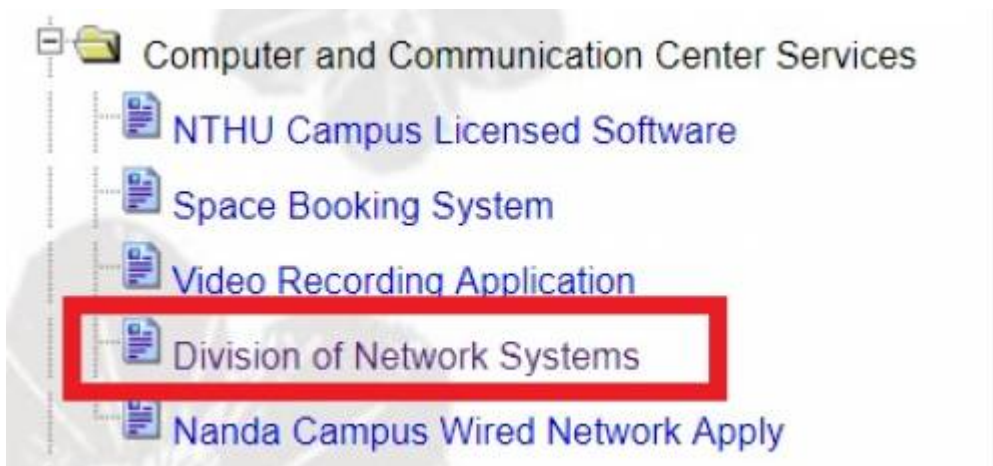 Computer and Communication Center Services
NTHU Campus Licensed Software
Space Booking System
Video Recording Application
Division of Network Systems
Nanda Campus Wired Network Apply